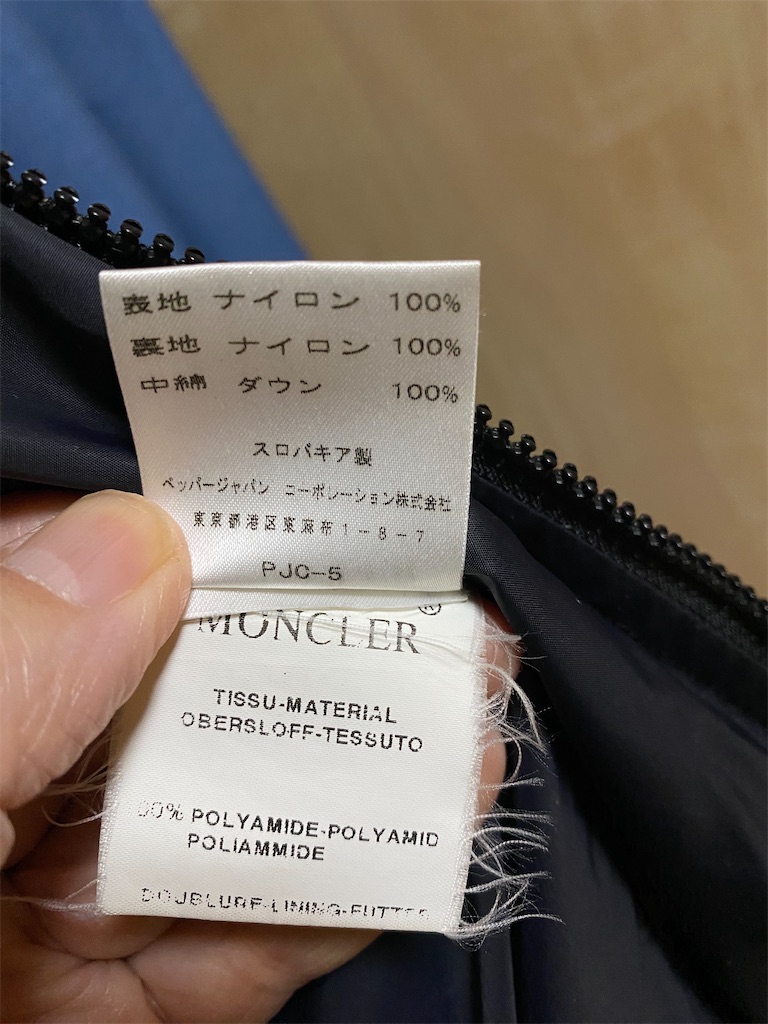 表地 ナイロン 100%
裏地 ナイロン 100%
中綿 ダウン 100%
スロバキア製
ペッパージャパン コーポレーション株式会社
東京都港区東麻布1-8-7
PJC-5
MONCLER®
TISSU-MATERIAL
OBERSLOFF-TESSUTO
POLYAMIDE-POLYAMID
POLIAMMIDE
DOUBLURE-LINING-FUTTER